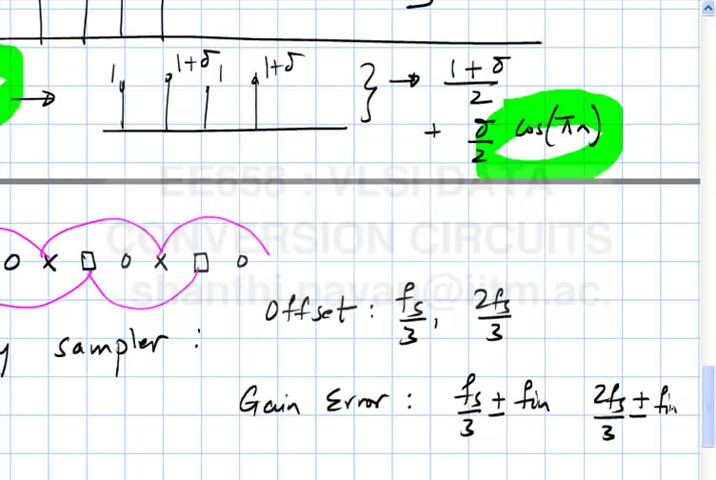 1 1+δ 1 1+δ } → 1+δ/2
+ δ/2 cos(πn)
EE658 : VLSI DATA
CONVERSION CIRCUITS
shanthi.pavan@iitm.ac.
o x □ o x □ o
Offset : fs/3, 2fs/3
y sampler :
Gain Error : fs/3 ± fin 2fs/3 ± fin